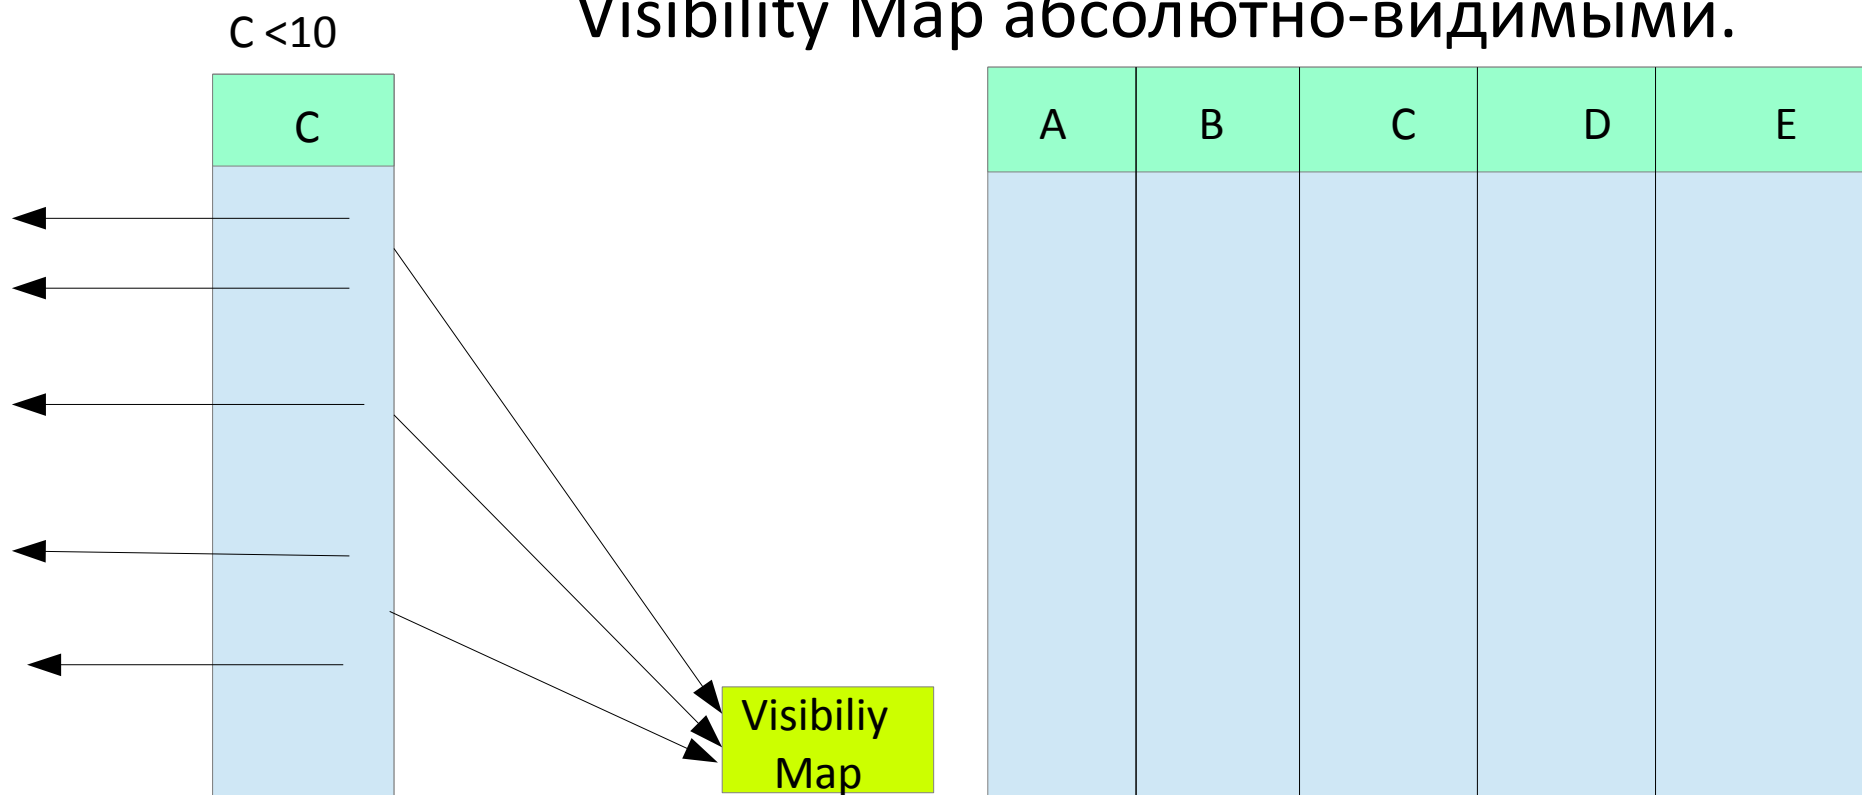 Visibility Map абсолютно-видимыми.
C <10
C
A B C D E
Visibiliy
Map